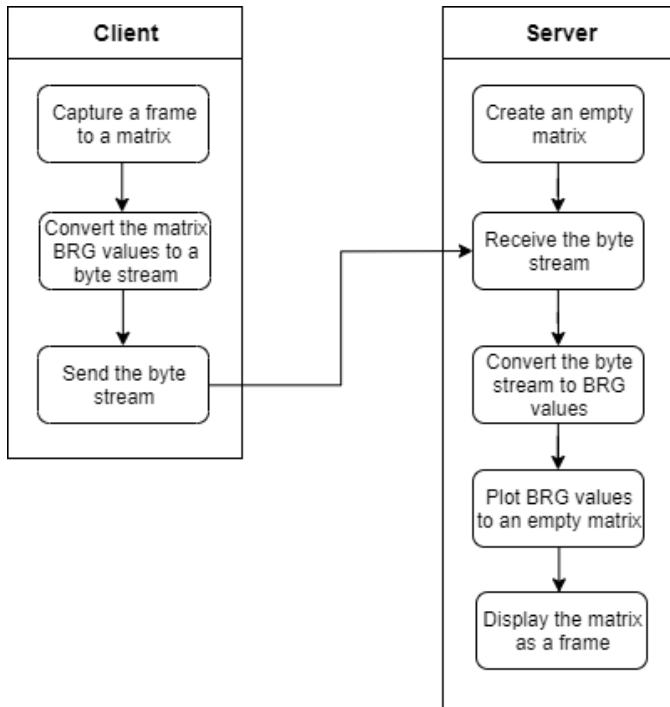 Client
Capture a frame
to a matrix
Convert the matrix
BRG values to a
byte stream
Send the byte
stream
Server
Create an empty
matrix
Receive the byte
stream
Convert the byte
stream to BRG
values
Plot BRG values
to an empty matrix
Display the matrix
as a frame